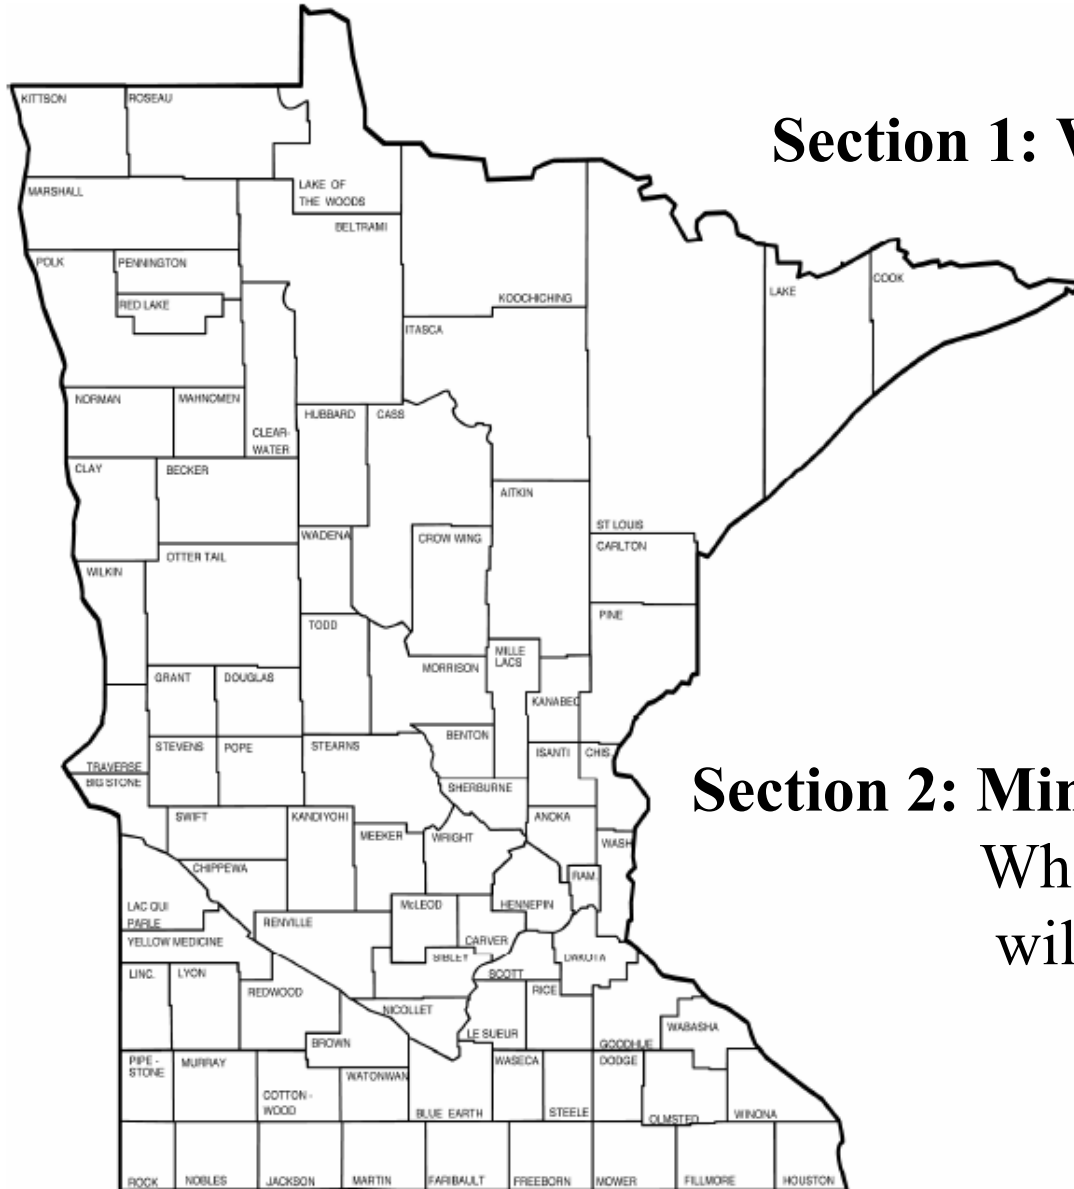 KITTSON
ROSEAU
Section 1: 
MARSHALL
LAKE OF
THE WOODS
BELTRAMI
POLK
PENNINGTON
RED LAKE
KOOCHICHING
LAKE
COOK
ITASCA
NORMAN
MAHNOMEN
CLEAR-
WATER
HUBBARD
CASS
CLAY
BECKER
AITKIN
ST LOUIS
WADENA
CROW WING
CARLTON
OTTER TAIL
WILKIN
PINE
TODD
MILLE
LACS
MORRISON
GRANT
DOUGLAS
KANABEC
STEVENS
POPE
STEARNS
BENTON
ISANTI
CHIS.
TRAVERSE
BIG STONE
SHERBURNE
Section 2: Min
SWIFT
KANDIYOHI
ANOKA
MEEKER
WRIGHT
WASH
Wh
CHIPPEWA
RAM.
LAC QUI
PARLE
McLEOD
HENNEPIN
RENVILLE
YELLOW MEDICINE
CARVER
wil
SIBLEY
DAKOTA
LINC.
LYON
SCOTT
REDWOOD
RICE
NICOLLET
LE SUEUR
WABASHA
BROWN
GOODHUE
PIPE-
STONE
MURRAY
WASECA
DODGE
WATONWAN
COTTON-
WOOD
BLUE EARTH
STEELE
OLMSTED
WINONA
ROCK
NOBLES
JACKSON
MARTIN
FARIBAULT
FREEBORN
MOWER
FILLMORE
HOUSTON